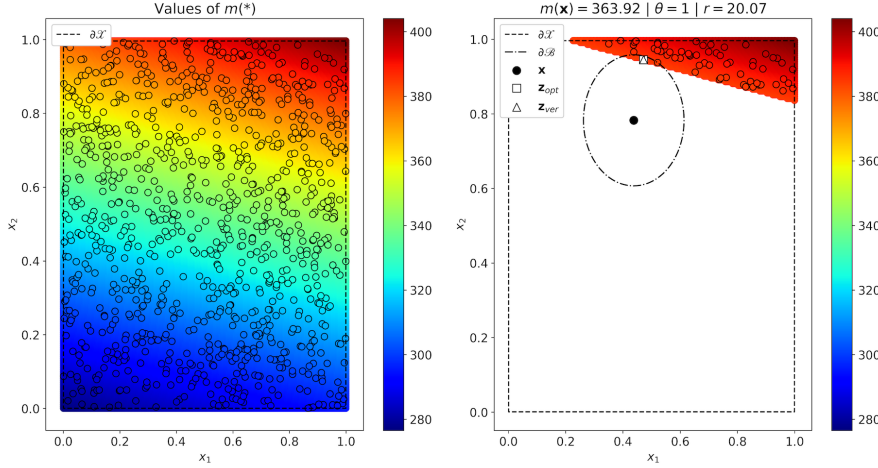 Values of m(*)
∂𝒳
1.0
0.8
0.6
0.4
0.2
0.0
x₂
0.0 0.2 0.4 0.6 0.8 1.0
x₁
400
380
360
340
320
300
280
m(𝐱) = 363.92 | θ = 1 | r = 20.07
∂𝒳
∂ℬ
𝐱
𝐳ₒₚₜ
𝐳ᵥₑᵣ
1.0
0.8
0.6
0.4
0.2
0.0
x₂
0.0 0.2 0.4 0.6 0.8 1.0
x₁
400
380
360
340
320
300
280